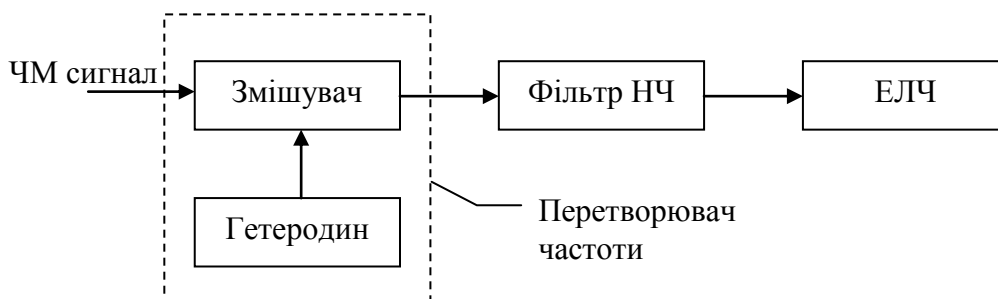 ЧМ сигнал
Змішувач
Фільтр НЧ
ЕЛЧ
Гетеродин
Перетворювач
частоти